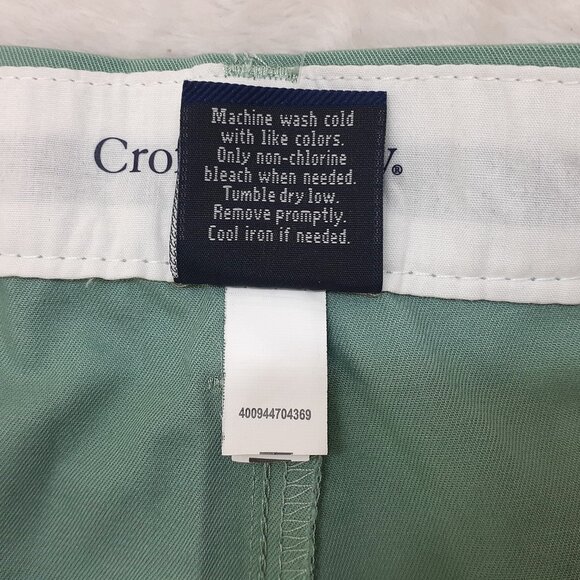 Machine wash cold
with like colors.
Only non-chlorine
bleach when needed.
Tumble dry low.
Remove promptly.
Cool iron if needed.
400944704369